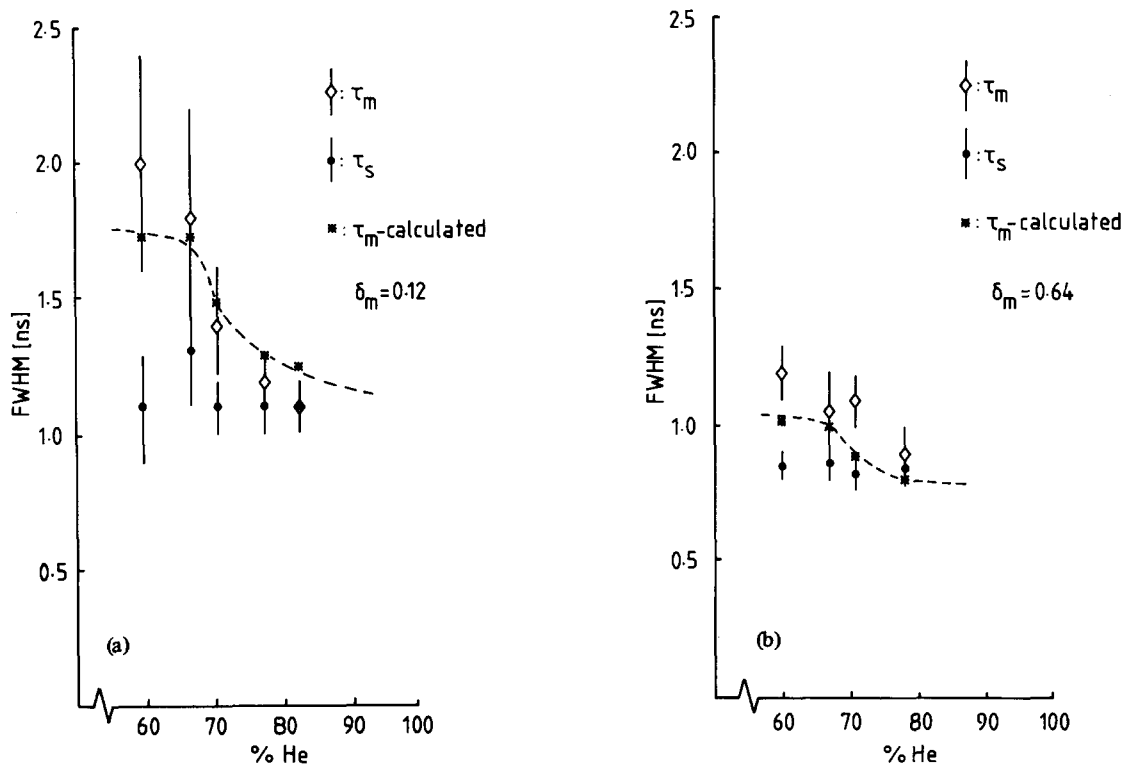 2.5
2.0
1.5
1.0
0.5
FWHM [ns]
◇: τm
●: τs
✱: τm-calculated
δm=0.12
(a)
60 70 80 90 100
% He
2.5
2.0
1.5
1.0
0.5
FWHM [ns]
◇: τm
●: τs
✱: τm-calculated
δm=0.64
(b)
60 70 80 90 100
% He